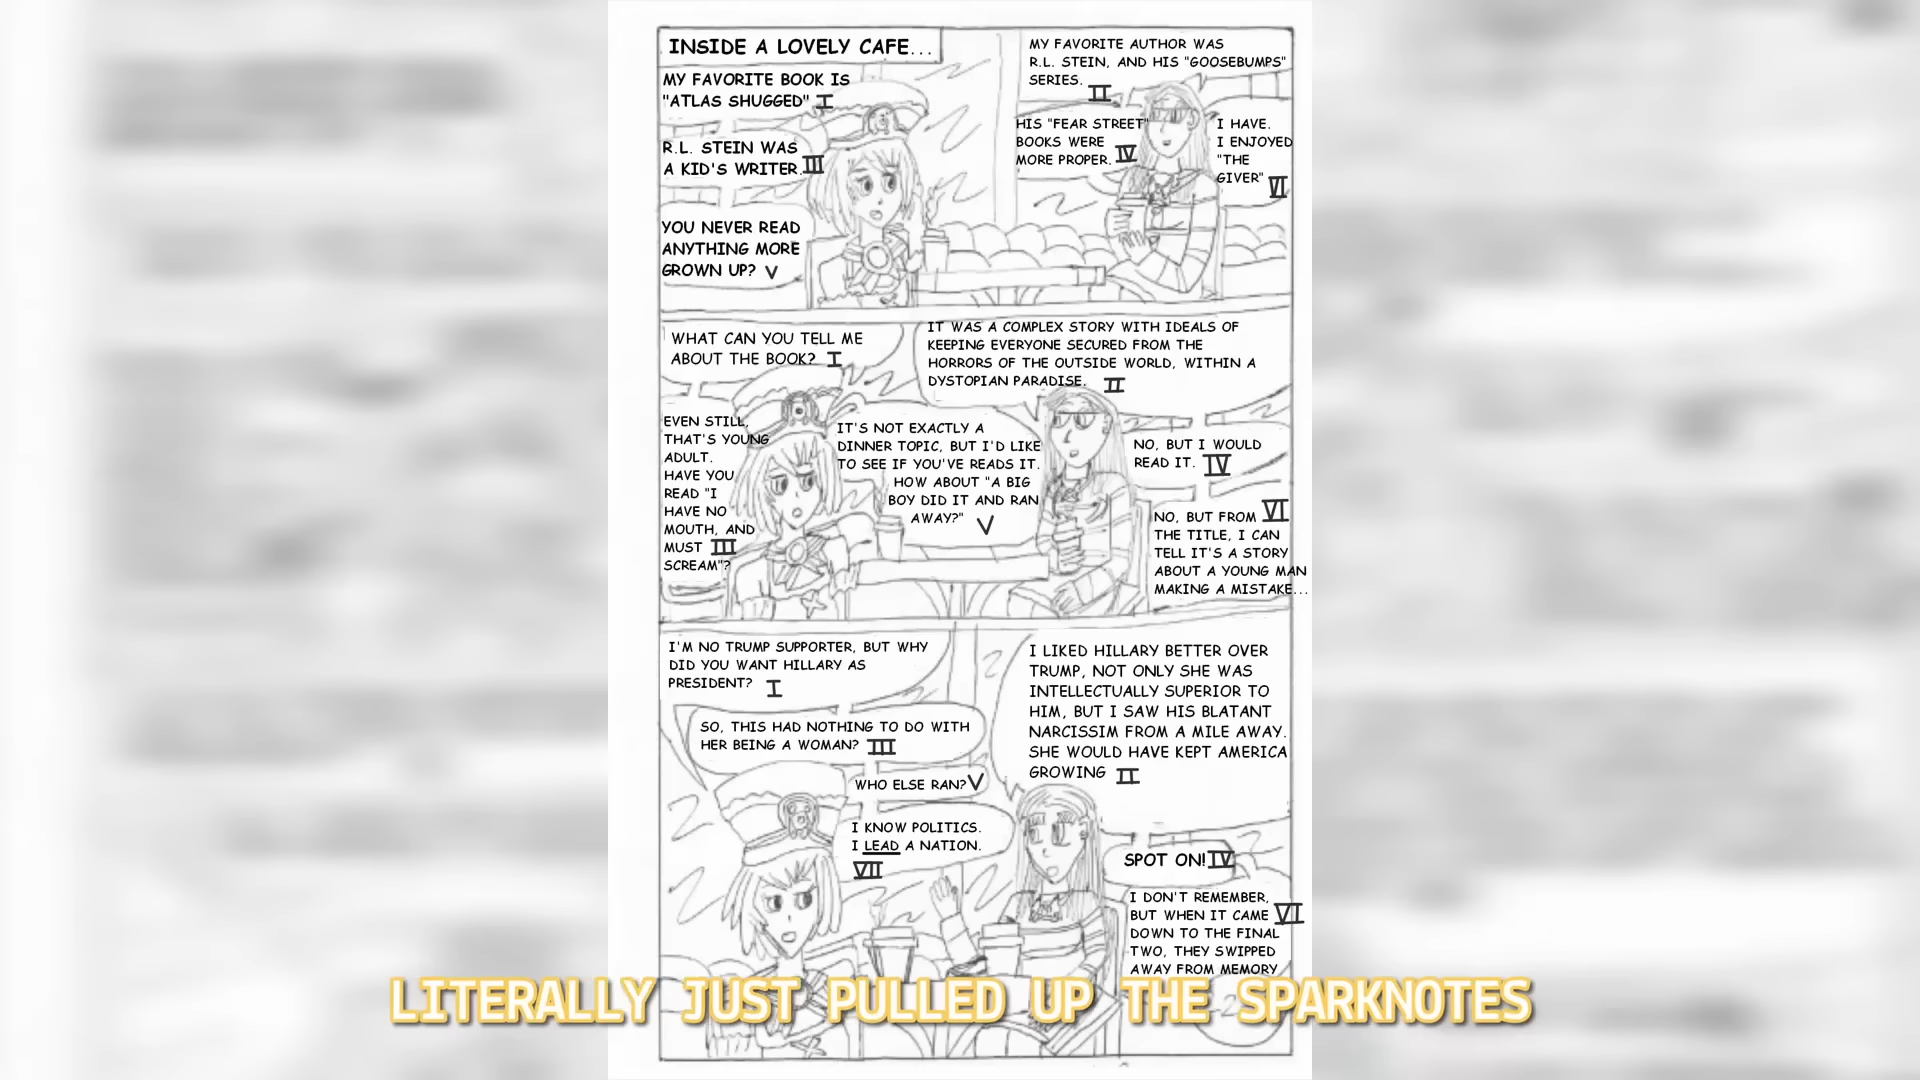 INSIDE A LOVELY CAFE...
MY FAVORITE BOOK IS
"ATLAS SHUGGED" I
MY FAVORITE AUTHOR WAS
R.L. STEIN, AND HIS "GOOSEBUMPS"
SERIES. II
R.L. STEIN WAS
A KID'S WRITER. III
HIS "FEAR STREET"
BOOKS WERE
MORE PROPER. IV
YOU NEVER READ
ANYTHING MORE
GROWN UP? V
I HAVE.
I ENJOYED
"THE
GIVER" VI
WHAT CAN YOU TELL ME
ABOUT THE BOOK? I
IT WAS A COMPLEX STORY WITH IDEALS OF
KEEPING EVERYONE SECURED FROM THE
HORRORS OF THE OUTSIDE WORLD, WITHIN A
DYSTOPIAN PARADISE. II
EVEN STILL,
THAT'S YOUNG
ADULT.
HAVE YOU
READ "I
HAVE NO
MOUTH, AND
MUST III
SCREAM"?
NO, BUT I WOULD
READ IT. IV
IT'S NOT EXACTLY A
DINNER TOPIC, BUT I'D LIKE
TO SEE IF YOU'VE READS IT.
HOW ABOUT "A BIG
BOY DID IT AND RAN
AWAY?" V
NO, BUT FROM VI
THE TITLE, I CAN
TELL IT'S A STORY
ABOUT A YOUNG MAN
MAKING A MISTAKE...
I'M NO TRUMP SUPPORTER, BUT WHY
DID YOU WANT HILLARY AS
PRESIDENT? I
I LIKED HILLARY BETTER OVER
TRUMP, NOT ONLY SHE WAS
INTELLECTUALLY SUPERIOR TO
HIM, BUT I SAW HIS BLATANT
NARCISSIM FROM A MILE AWAY.
SHE WOULD HAVE KEPT AMERICA
GROWING II
SO, THIS HAD NOTHING TO DO WITH
HER BEING A WOMAN? III
SPOT ON! IV
WHO ELSE RAN? V
I DON'T REMEMBER,
BUT WHEN IT CAME VI
DOWN TO THE FINAL
TWO, THEY SWIPPED
AWAY FROM MEMORY
I KNOW POLITICS.
I LEAD A NATION.
VII
LITERALLY JUST PULLED UP THE SPARKNOTES